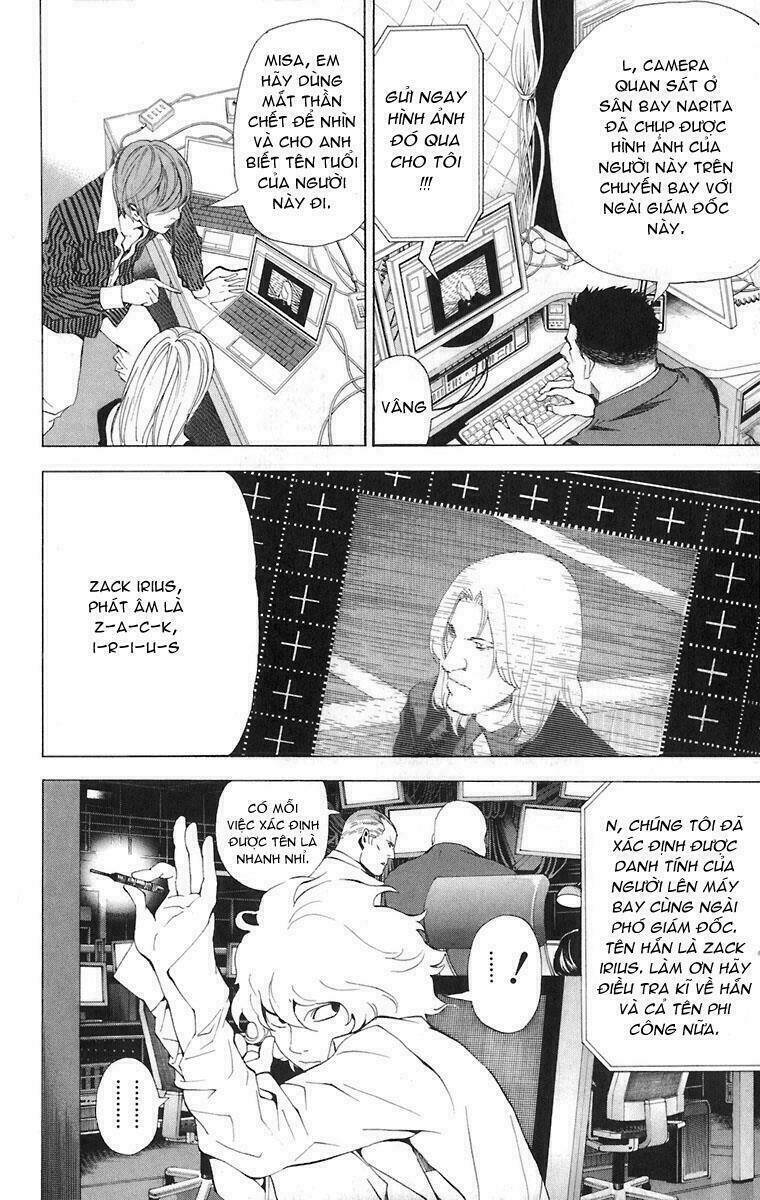 L, CAMERA
QUAN SÁT Ở
SÂN BAY NARITA
ĐÃ CHỤP ĐƯỢC
HÌNH ẢNH CỦA
NGƯỜI NÀY TRÊN
CHUYẾN BAY VỚI
NGÀI GIÁM ĐỐC
NÀY.
GỬI NGAY
HÌNH ẢNH
ĐÓ QUA
CHO TÔI
!!!
VÂNG
MISA, EM
HÃY DÙNG
MẮT THẦN
CHẾT ĐỂ NHÌN
VÀ CHO ANH
BIẾT TÊN TUỔI
CỦA NGƯỜI
NÀY ĐI.
ZACK IRIUS,
PHÁT ÂM LÀ
Z-A-C-K,
I-R-I-U-S
N, CHÚNG TÔI ĐÃ
XÁC ĐỊNH ĐƯỢC
DANH TÍNH CỦA
NGƯỜI LÊN MÁY
BAY CÙNG NGÀI
PHÓ GIÁM ĐỐC.
TÊN HẮN LÀ ZACK
IRIUS. LÀM ƠN HÃY
ĐIỀU TRA KĨ VỀ HẮN
VÀ CẢ TÊN PHI
CÔNG NỮA.
CÓ MỖI
VIỆC XÁC ĐỊNH
ĐƯỢC TÊN LÀ
NHANH NHỈ.
!
......
......
......